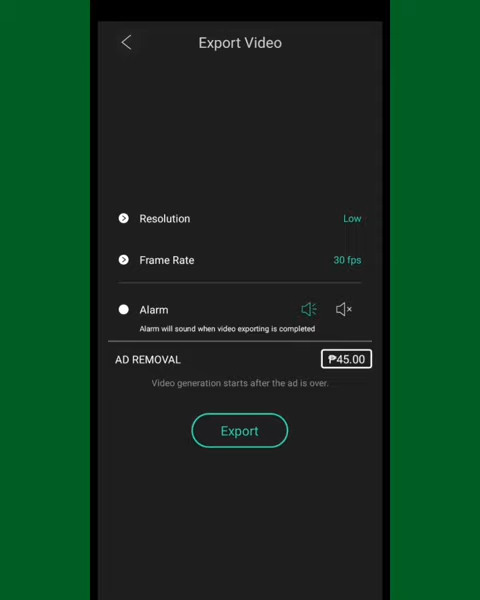 Export Video
Resolution Low
Frame Rate 30 fps
Alarm
Alarm will sound when video exporting is completed
AD REMOVAL ₱45.00
Video generation starts after the ad is over.
Export